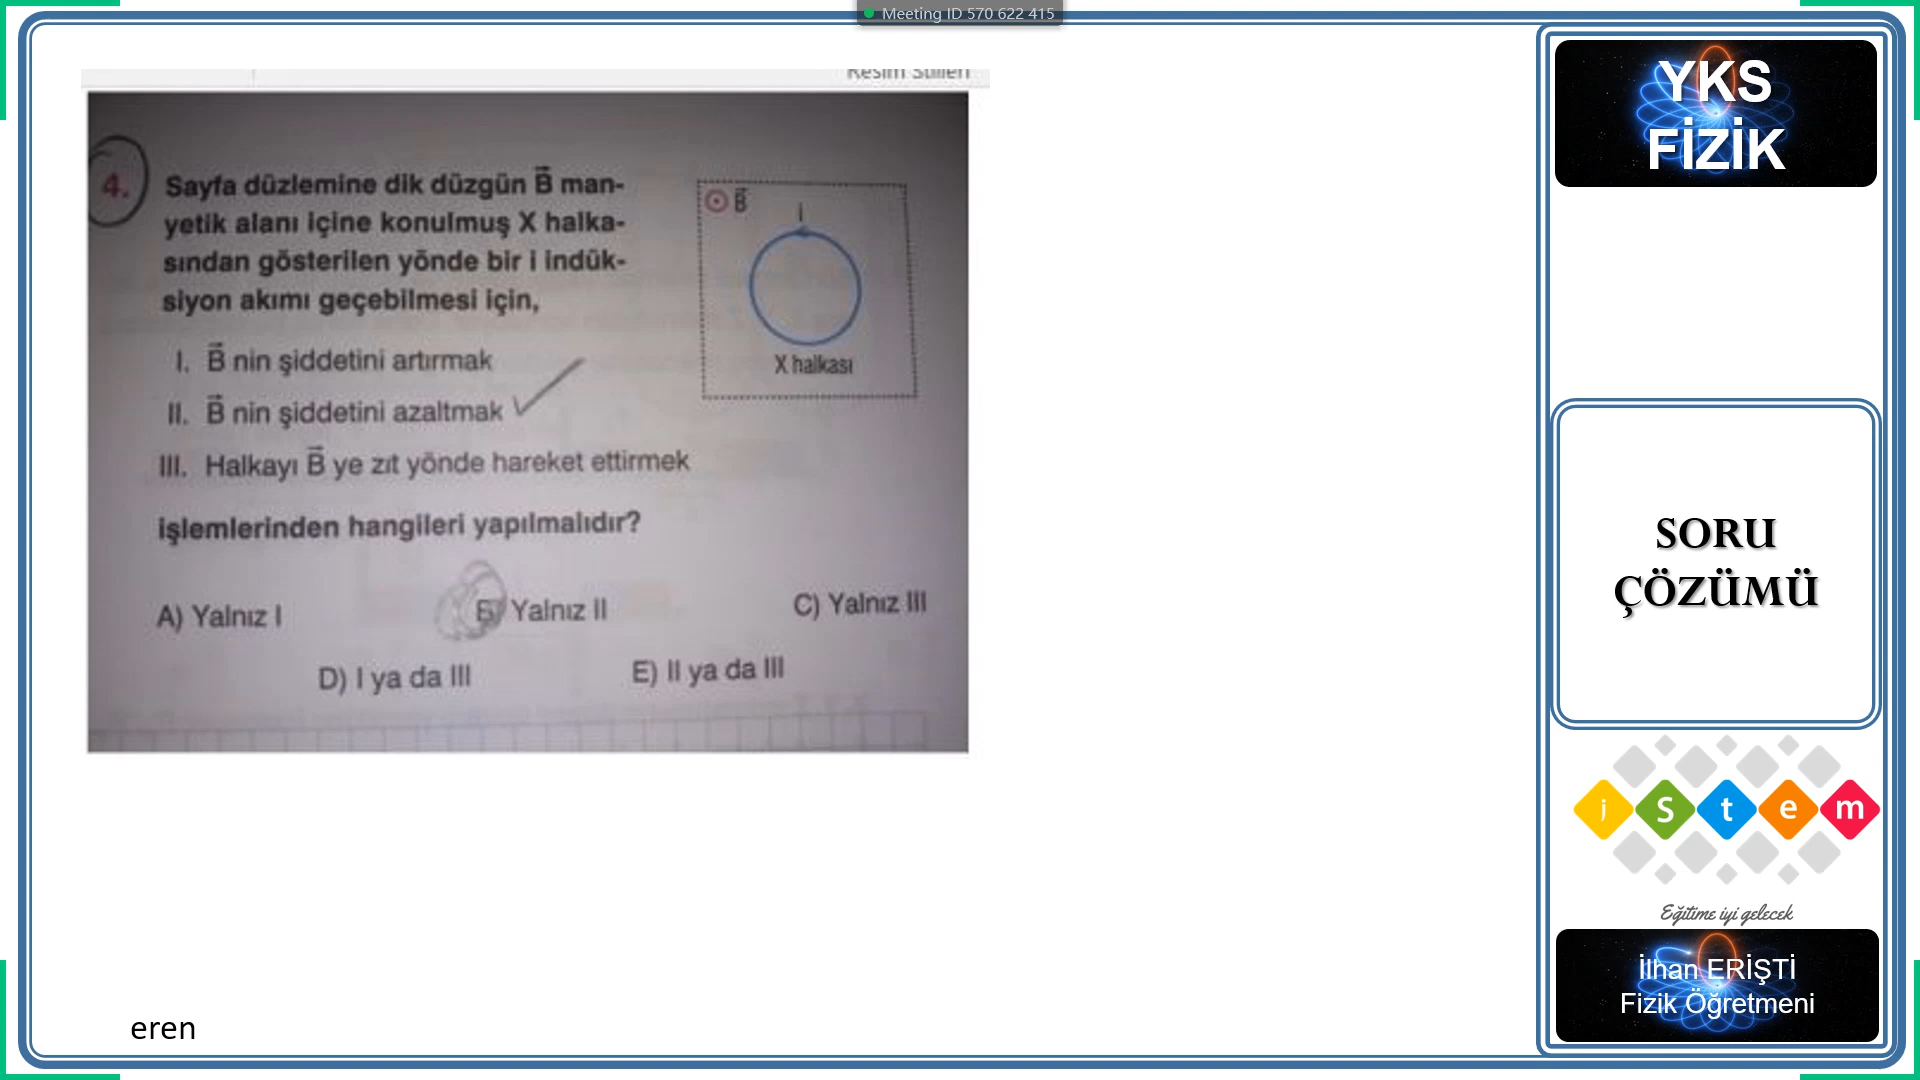 Meeting ID 570 622 415
Resim Stilleri
4. Sayfa düzlemine dik düzgün B man-
yetik alanı içine konulmuş X halka-
sından gösterilen yönde bir i indük-
siyon akımı geçebilmesi için,
B
i
X halkası
I. B nin şiddetini artırmak
II. B nin şiddetini azaltmak
III. Halkayı B ye zıt yönde hareket ettirmek
işlemlerinden hangileri yapılmalıdır?
A) Yalnız I
B) Yalnız II
C) Yalnız III
D) I ya da III
E) II ya da III
eren
YKS
FİZİK
SORU
ÇÖZÜMÜ
iStem
Eğitime iyi gelecek
İlhan ERİŞTİ
Fizik Öğretmeni